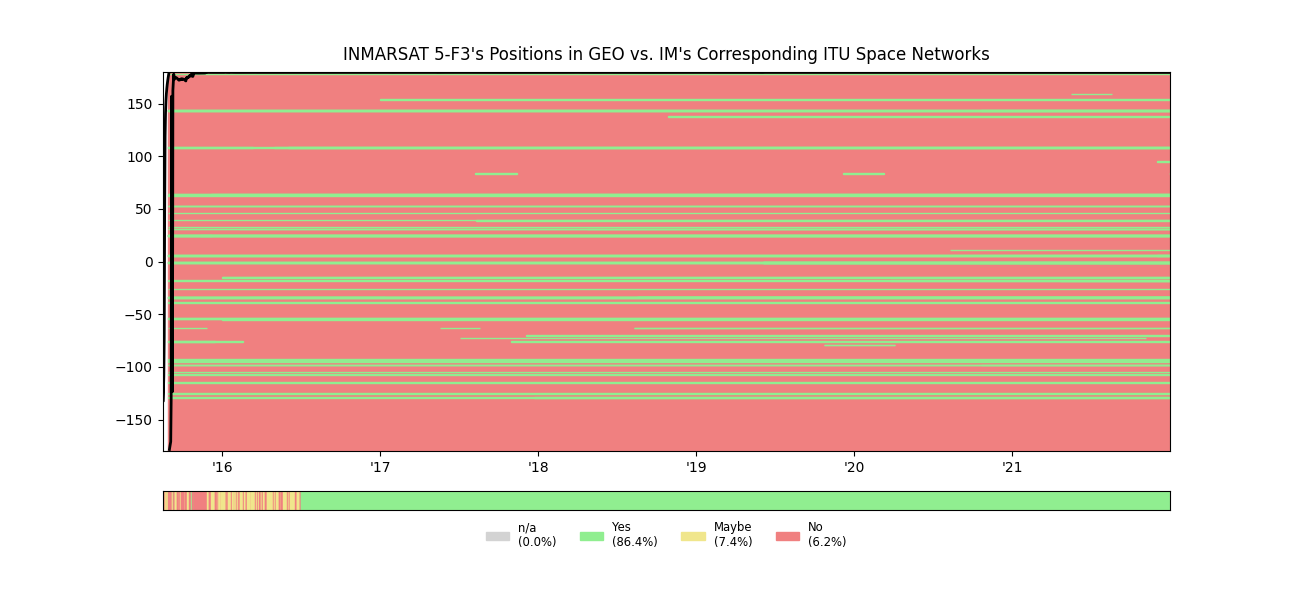 INMARSAT 5-F3's Positions in GEO vs. IM's Corresponding ITU Space Networks
150
100
50
0
−50
−100
−150
'16 '17 '18 '19 '20 '21
n/a Yes Maybe No
(0.0%) (86.4%) (7.4%) (6.2%)